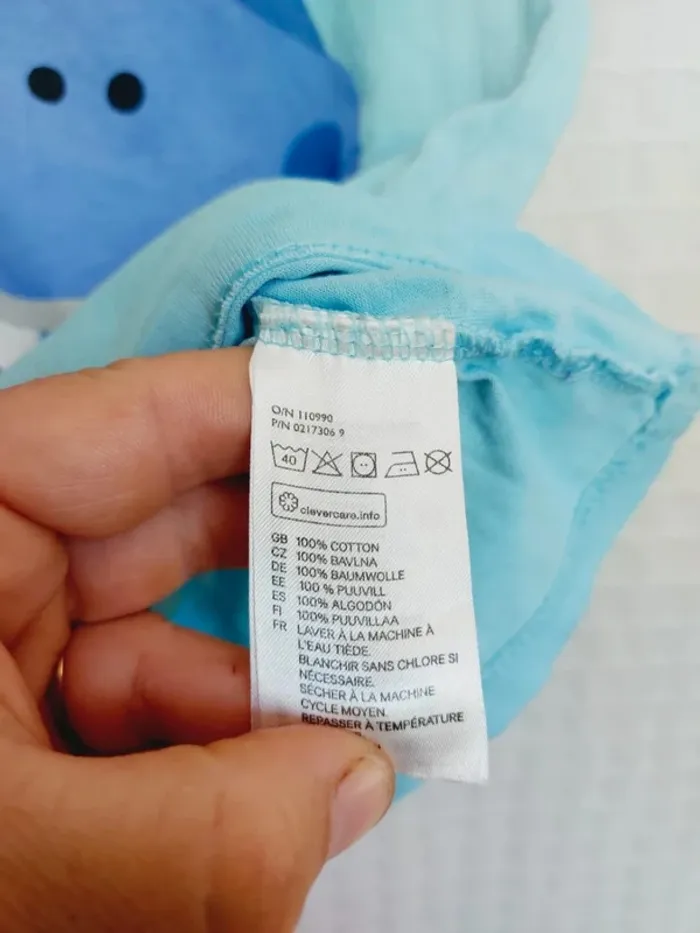 O/N 110990
P/N 0217306 9
40
clevercare.info
GB 100% COTTON
CZ 100% BAVLNA
DE 100% BAUMWOLLE
EE 100 % PUUVILL
ES 100% ALGODÓN
FI 100% PUUVILLAA
FR LAVER À LA MACHINE À
L'EAU TIÈDE.
BLANCHIR SANS CHLORE SI
NÉCESSAIRE.
SÉCHER À LA MACHINE
CYCLE MOYEN.
REPASSER À TEMPÉRATURE